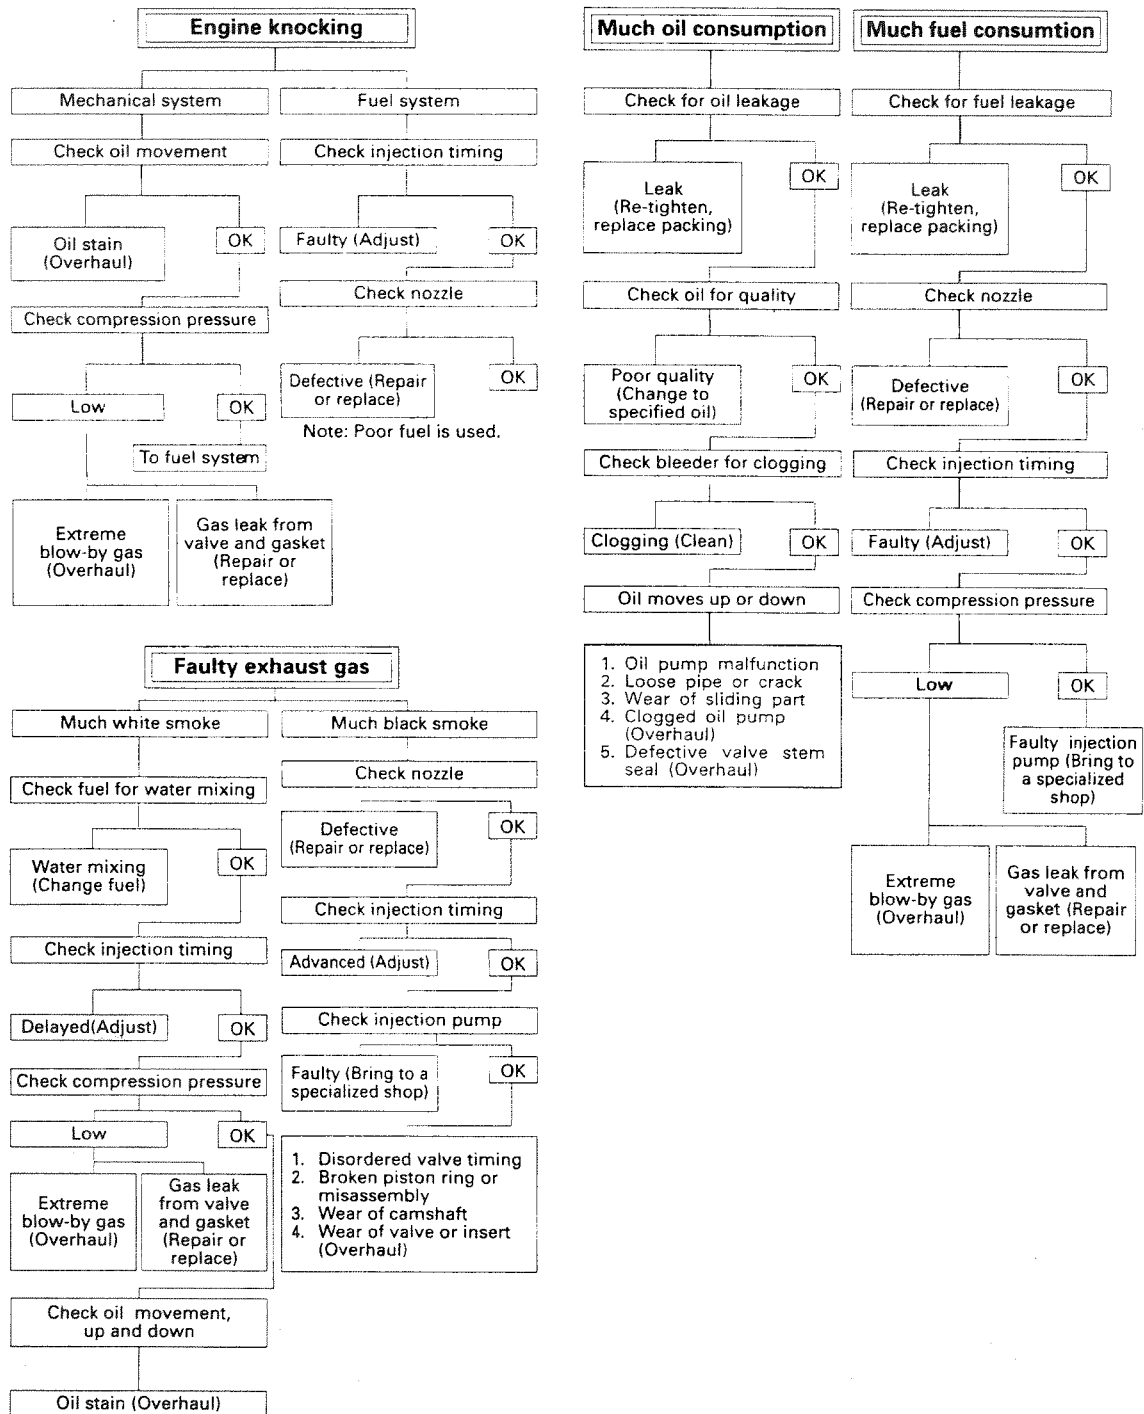 Engine knocking
Mechanical system
Check oil movement
Oil stain
(Overhaul)
OK
Check compression pressure
Low
OK
To fuel system
Extreme
blow-by gas
(Overhaul)
Gas leak from
valve and gasket
(Repair or
replace)
Fuel system
Check injection timing
Faulty (Adjust)
OK
Check nozzle
Defective (Repair
or replace)
OK
Note: Poor fuel is used.
Faulty exhaust gas
Much white smoke
Check fuel for water mixing
Water mixing
(Change fuel)
OK
Check injection timing
Delayed(Adjust)
OK
Check compression pressure
Low
OK
Extreme
blow-by gas
(Overhaul)
Gas leak
from valve
and gasket
(Repair or
replace)
Check oil movement,
up and down
Oil stain (Overhaul)
Much black smoke
Check nozzle
Defective
(Repair or replace)
OK
Check injection timing
Advanced (Adjust)
OK
Check injection pump
Faulty (Bring to a
specialized shop)
OK
1. Disordered valve timing
2. Broken piston ring or
misassembly
3. Wear of camshaft
4. Wear of valve or insert
(Overhaul)
Much oil consumption
Check for oil leakage
Leak
(Re-tighten,
replace packing)
OK
Check oil for quality
Poor quality
(Change to
specified oil)
OK
Check bleeder for clogging
Clogging (Clean)
OK
Oil moves up or down
1. Oil pump malfunction
2. Loose pipe or crack
3. Wear of sliding part
4. Clogged oil pump
(Overhaul)
5. Defective valve stem
seal (Overhaul)
Much fuel consumtion
Check for fuel leakage
Leak
(Re-tighten,
replace packing)
OK
Check nozzle
Defective
(Repair or replace)
OK
Check injection timing
Faulty (Adjust)
OK
Check compression pressure
Low
OK
Faulty injection
pump (Bring to
a specialized
shop)
Extreme
blow-by gas
(Overhaul)
Gas leak from
valve and
gasket (Repair
or replace)